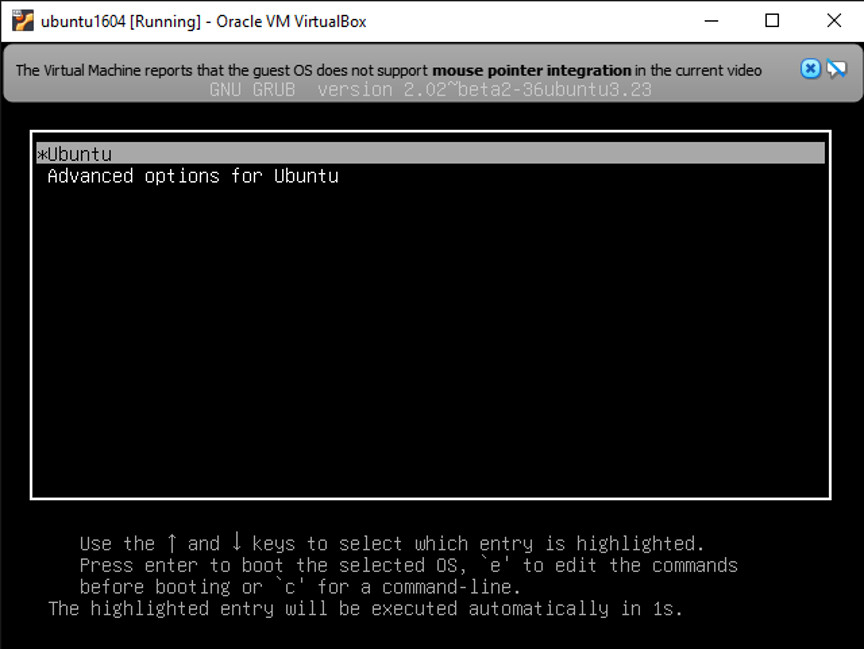 ubuntu1604 [Running] - Oracle VM VirtualBox
The Virtual Machine reports that the guest OS does not support mouse pointer integration in the current video
GNU GRUB version 2.02~beta2-36ubuntu3.23
*Ubuntu
Advanced options for Ubuntu
Use the ↑ and ↓ keys to select which entry is highlighted.
Press enter to boot the selected OS, `e' to edit the commands
before booting or `c' for a command-line.
The highlighted entry will be executed automatically in 1s.